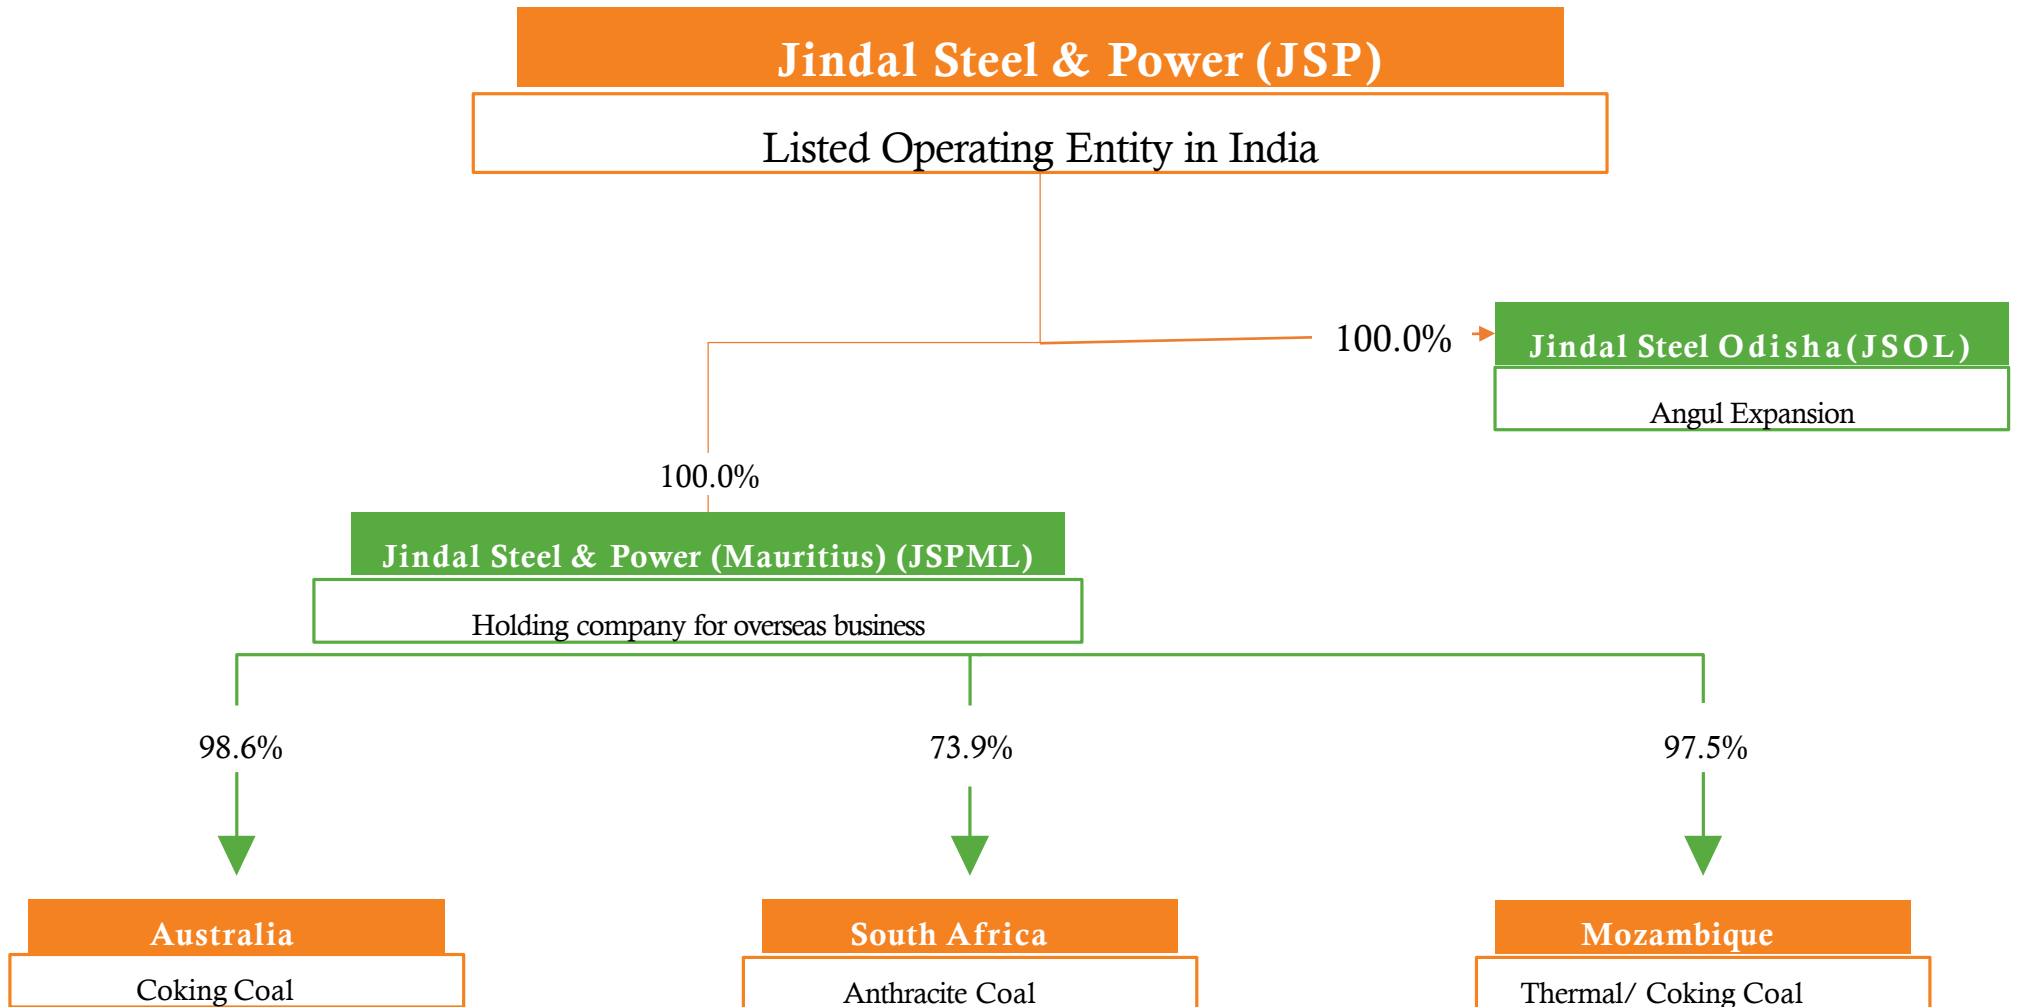 Jindal Steel & Power (JSP)
Listed Operating Entity in India
100.0%
Jindal Steel Odisha (JSOL)
Angul Expansion
100.0%
Jindal Steel & Power (Mauritius) (JSPML)
Holding company for overseas business
98.6%
73.9%
97.5%
Australia
South Africa
Mozambique
Coking Coal
Anthracite Coal
Thermal/ Coking Coal